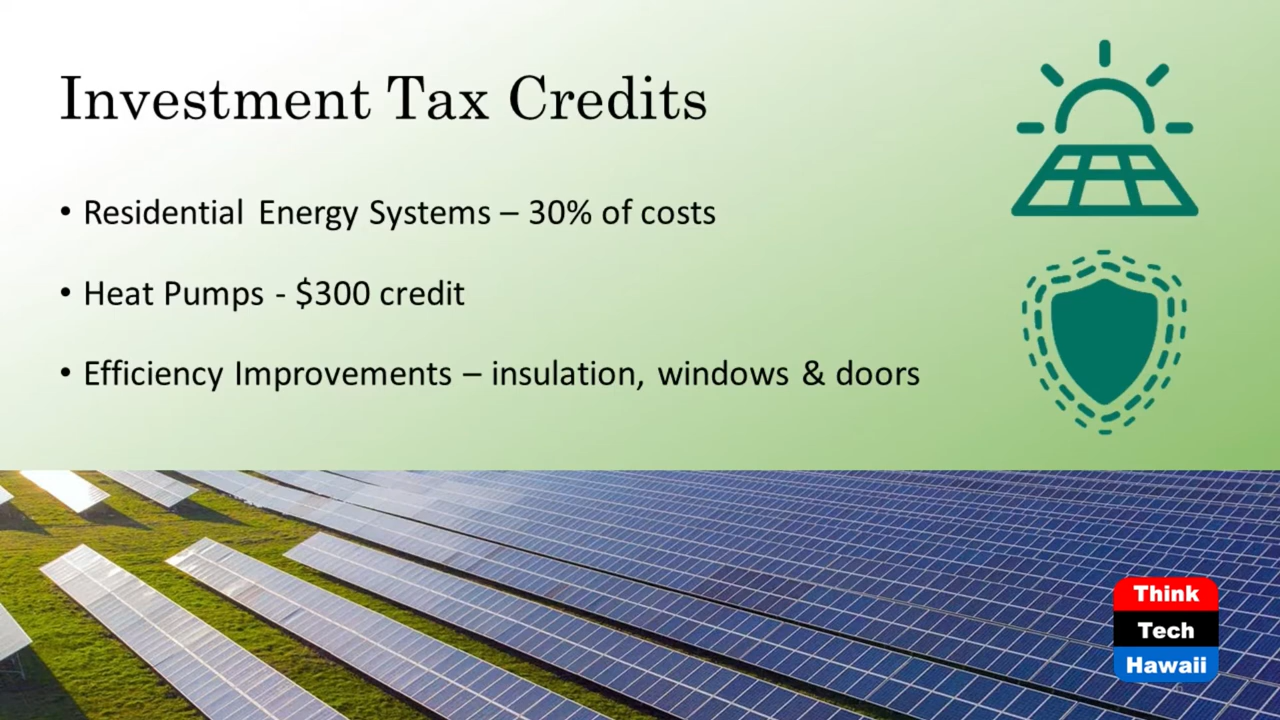 Investment Tax Credits
• Residential Energy Systems – 30% of costs
• Heat Pumps - $300 credit
• Efficiency Improvements – insulation, windows & doors
Think
Tech
Hawaii